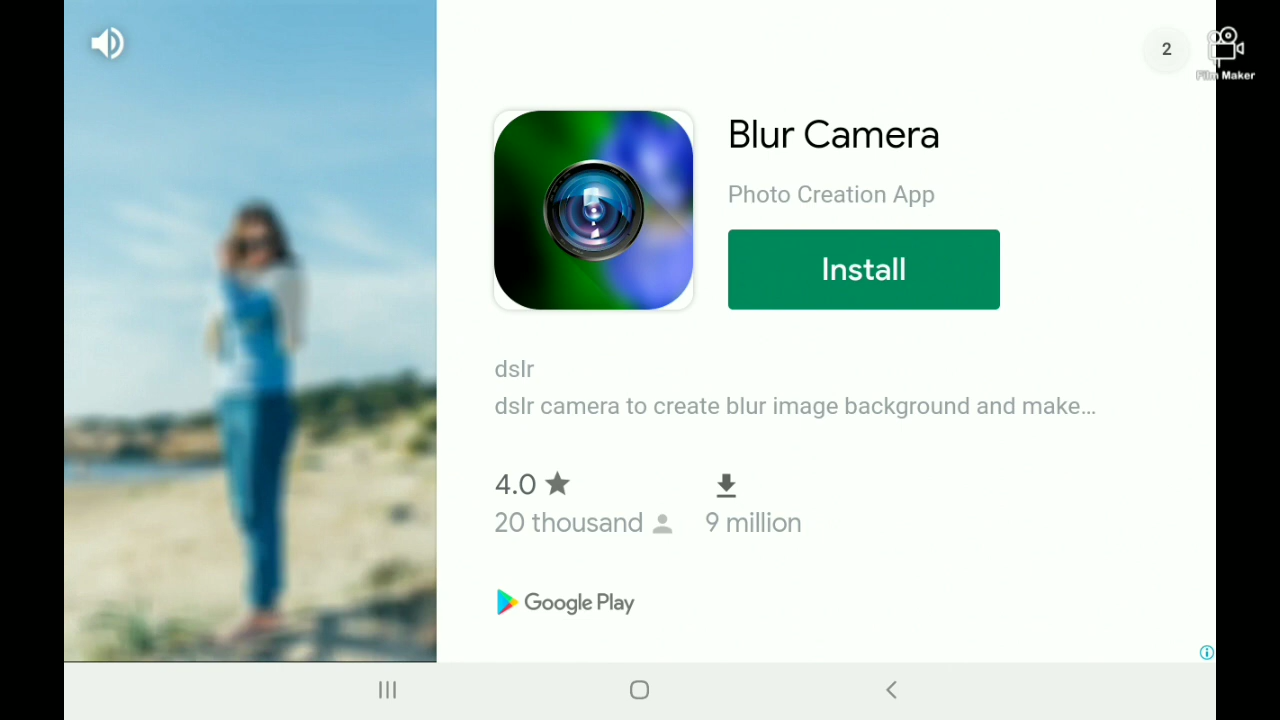 2
Film Maker
Blur Camera
Photo Creation App
Install
dslr
dslr camera to create blur image background and make...
4.0
20 thousand 9 million
Google Play